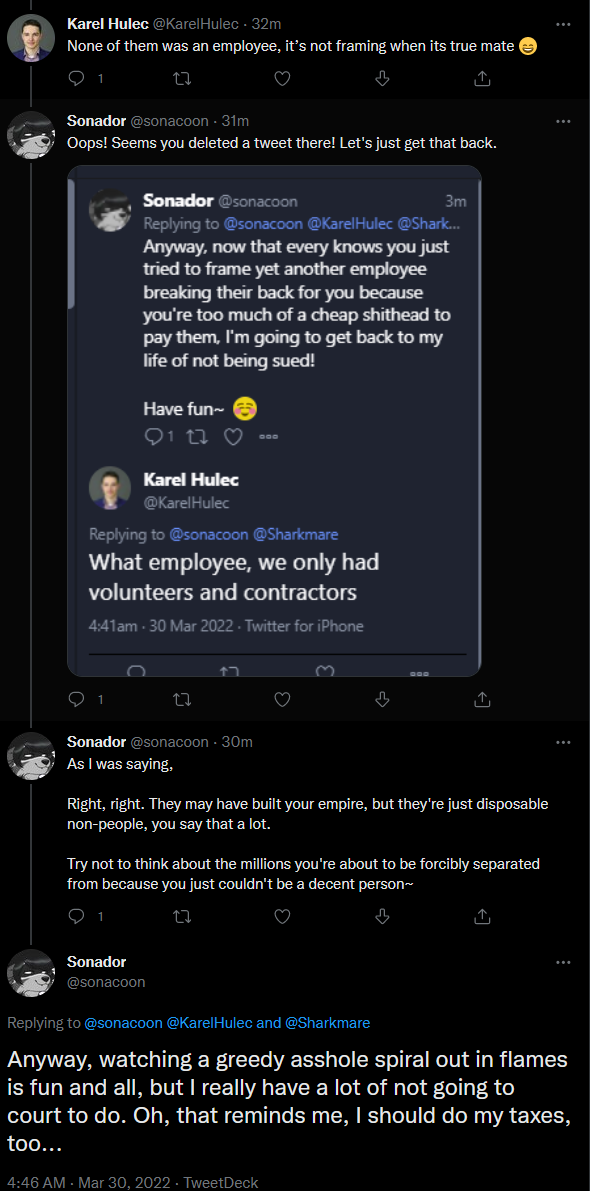 Karel Hulec @KarelHulec · 32m
None of them was an employee, it’s not framing when its true mate 😄
1
Sonador @sonacoon · 31m
Oops! Seems you deleted a tweet there! Let's just get that back.
Sonador @sonacoon 3m
Replying to @sonacoon @KarelHulec @Shark...
Anyway, now that every knows you just
tried to frame yet another employee
breaking their back for you because
you're too much of a cheap shithead to
pay them, I'm going to get back to my
life of not being sued!
Have fun~ ☺️
1
Karel Hulec
@KarelHulec
Replying to @sonacoon @Sharkmare
What employee, we only had
volunteers and contractors
4:41am · 30 Mar 2022 · Twitter for iPhone
1
Sonador @sonacoon · 30m
As I was saying,
Right, right. They may have built your empire, but they're just disposable
non-people, you say that a lot.
Try not to think about the millions you're about to be forcibly separated
from because you just couldn't be a decent person~
1
Sonador
@sonacoon
Replying to @sonacoon @KarelHulec and @Sharkmare
Anyway, watching a greedy asshole spiral out in flames
is fun and all, but I really have a lot of not going to
court to do. Oh, that reminds me, I should do my taxes,
too...
4:46 AM · Mar 30, 2022 · TweetDeck